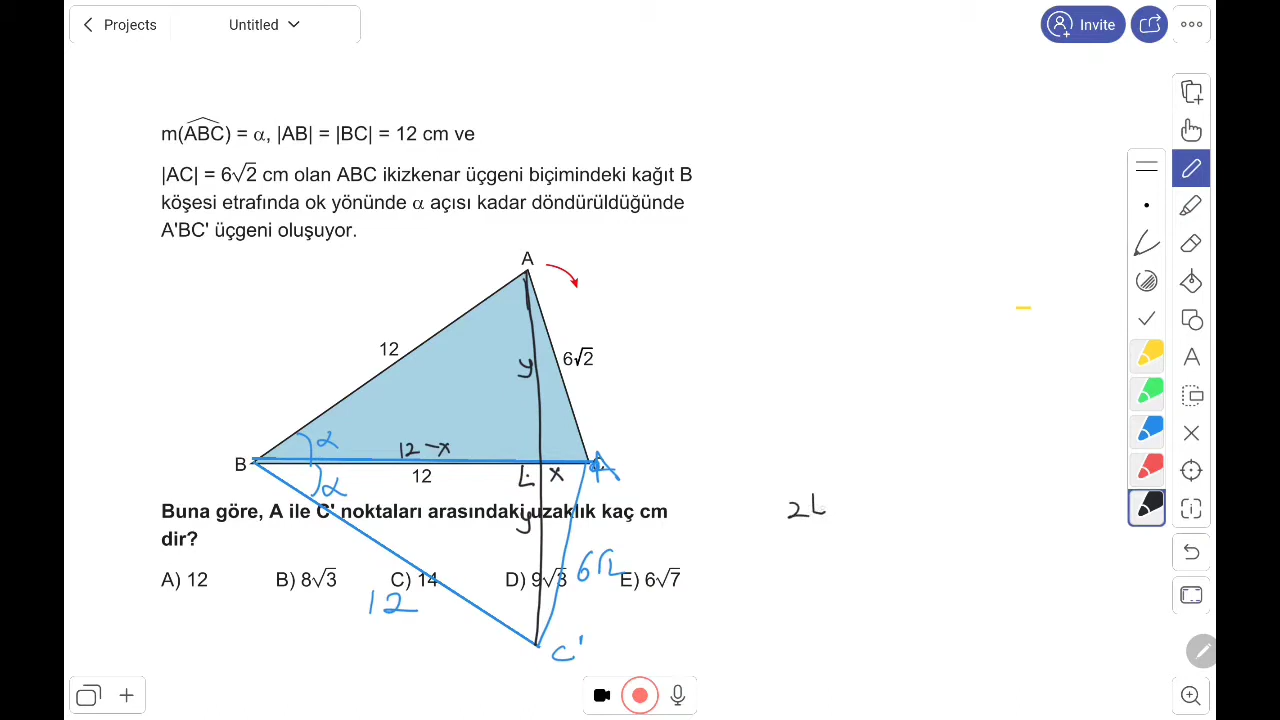 Projects
Untitled
Invite
m(ABC) = α, |AB| = |BC| = 12 cm ve
|AC| = 6√2 cm olan ABC ikizkenar üçgeni biçimindeki kağıt B
köşesi etrafında ok yönünde α açısı kadar döndürüldüğünde
A'BC' üçgeni oluşuyor.
A
12
6√2
y
α
12-x
B
12
x
A
α
Buna göre, A ile C' noktaları arasındaki uzaklık kaç cm
dir?
y
A) 12
B) 8√3
C) 14
D) 9√3
E) 6√7
6√2
12
C'